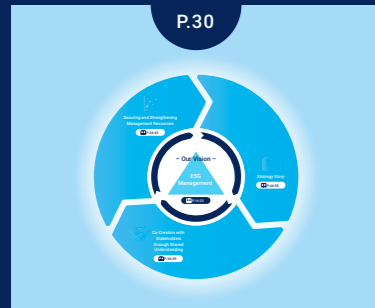 P.30
Securing and Strengthening
Management Resources
– Our Vision –
ESG
Management
Strategy Story
Co-Creation with
Stakeholders
through Shared
Understanding